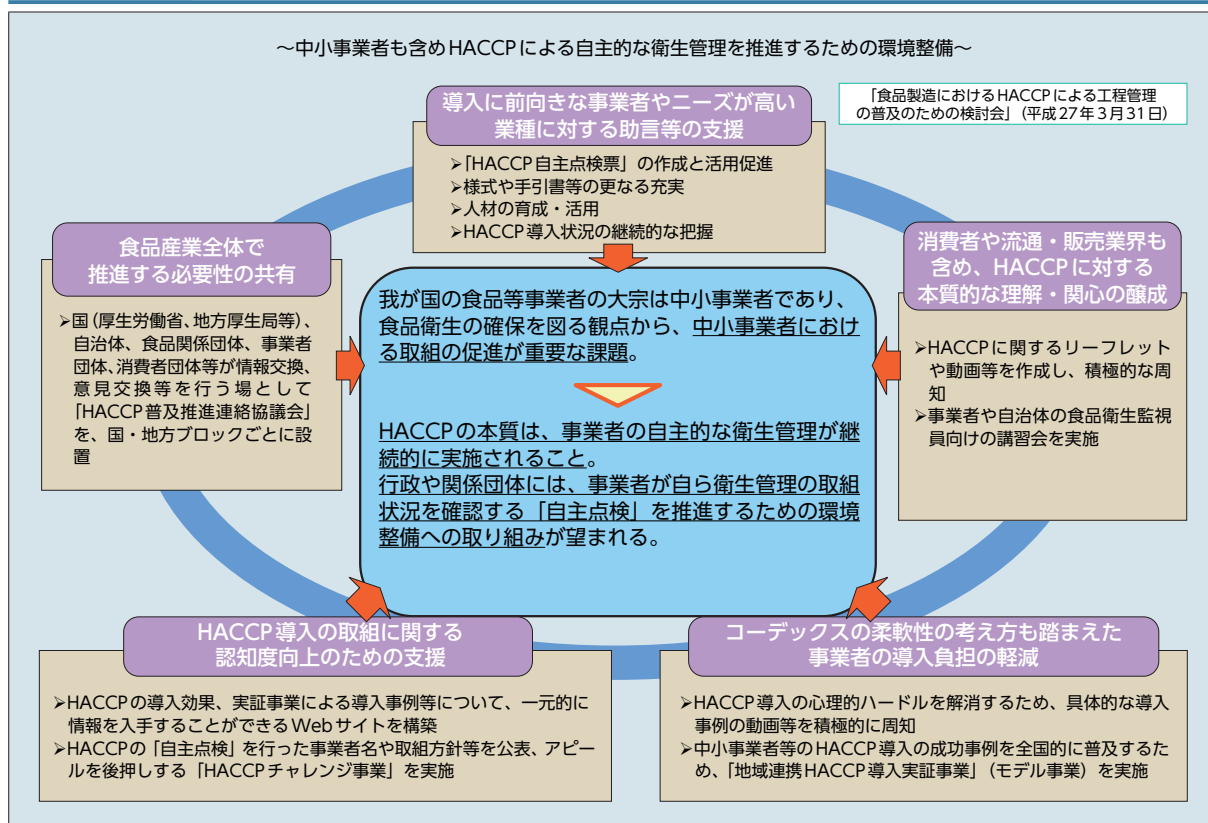 ～中小事業者も含めHACCPによる自主的な衛生管理を推進するための環境整備～
「食品製造におけるHACCPによる工程管理
の普及のための検討会」（平成27年3月31日）
導入に前向きな事業者やニーズが高い
業種に対する助言等の支援
➢「HACCP自主点検票」の作成と活用促進
➢様式や手引書等の更なる充実
➢人材の育成・活用
➢HACCP導入状況の継続的な把握
食品産業全体で
推進する必要性の共有
➢国（厚生労働省、地方厚生局等）、
自治体、食品関係団体、事業者
団体、消費者団体等が情報交換、
意見交換等を行う場として
「HACCP普及推進連絡協議会」
を、国・地方ブロックごとに設
置
我が国の食品等事業者の大宗は中小事業者であり、
食品衛生の確保を図る観点から、中小事業者におけ
る取組の促進が重要な課題。
HACCPの本質は、事業者の自主的な衛生管理が継
続的に実施されること。
行政や関係団体には、事業者が自ら衛生管理の取組
状況を確認する「自主点検」を推進するための環境
整備への取り組みが望まれる。
消費者や流通・販売業界も
含め、HACCPに対する
本質的な理解・関心の醸成
➢HACCPに関するリーフレット
や動画等を作成し、積極的な周
知
➢事業者や自治体の食品衛生監視
員向けの講習会を実施
HACCP導入の取組に関する
認知度向上のための支援
➢HACCPの導入効果、実証事業による導入事例等について、一元的に
情報を入手することができるWebサイトを構築
➢HACCPの「自主点検」を行った事業者名や取組方針等を公表、アピー
ルを後押しする「HACCPチャレンジ事業」を実施
コーデックスの柔軟性の考え方も踏まえた
事業者の導入負担の軽減
➢HACCP導入の心理的ハードルを解消するため、具体的な導入
事例の動画等を積極的に周知
➢中小事業者等のHACCP導入の成功事例を全国的に普及するた
め、「地域連携HACCP導入実証事業」（モデル事業）を実施